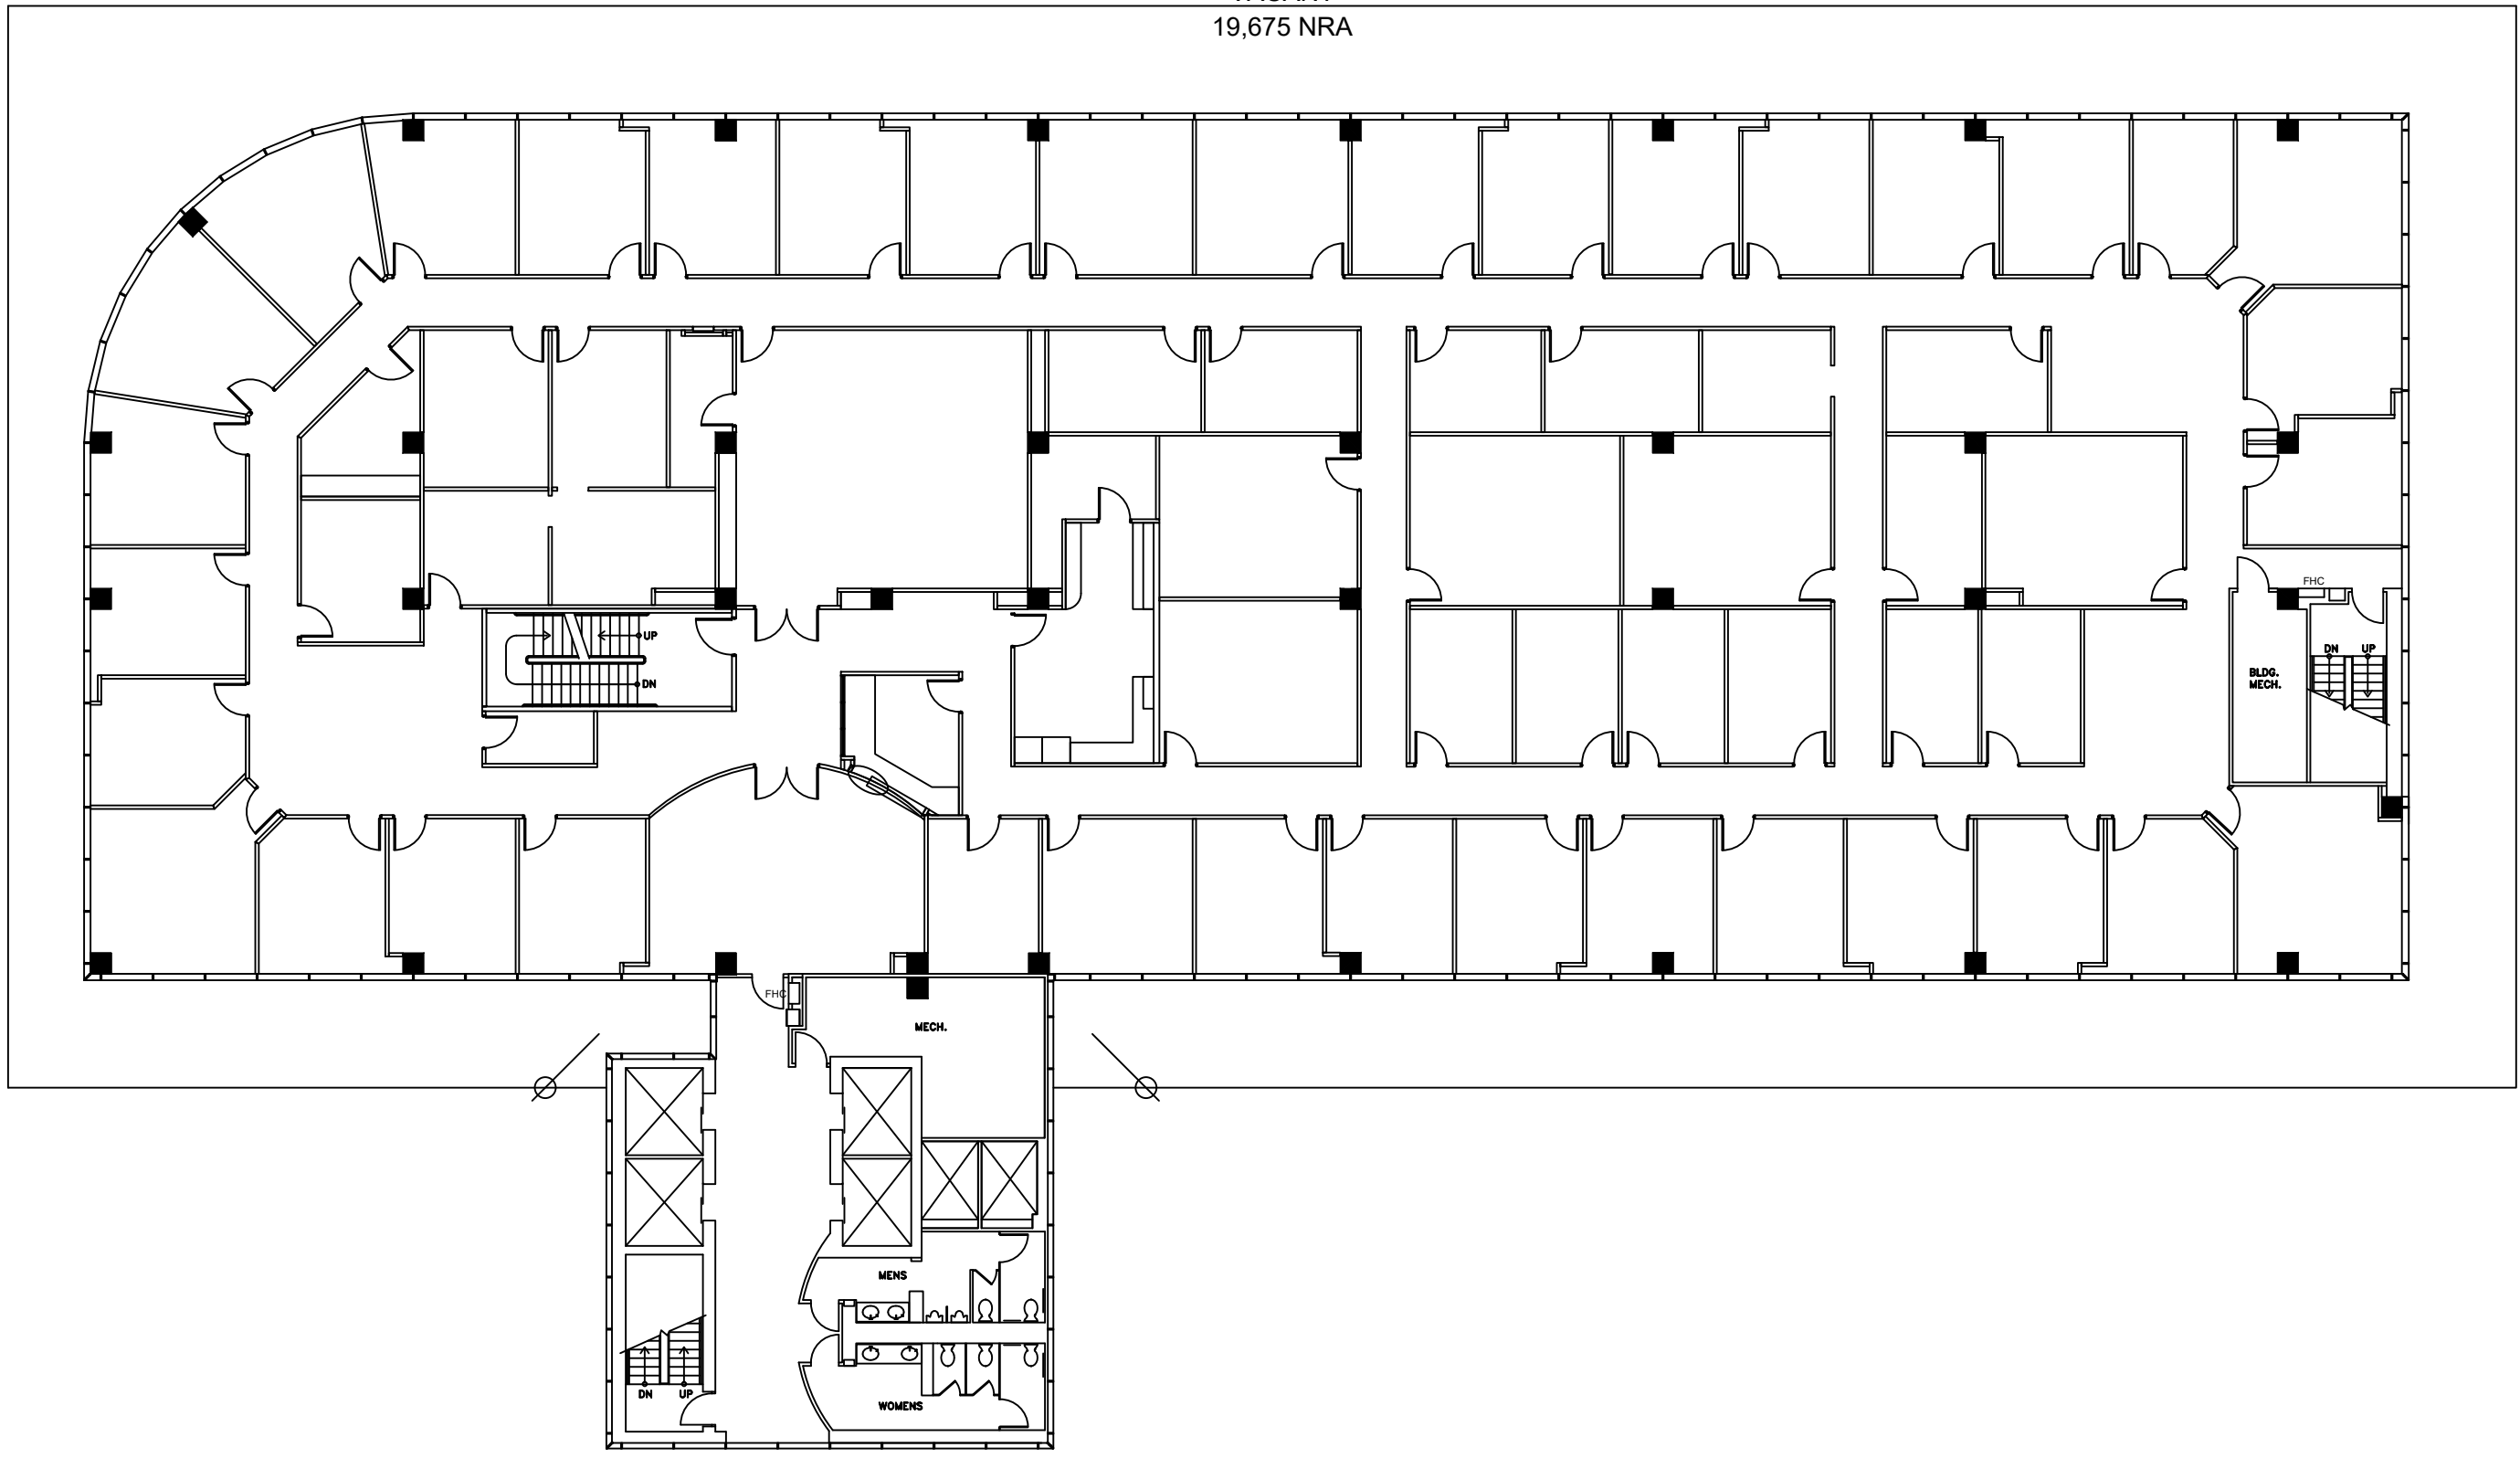 19,675 NRA
FHC
UP
DN
DN UP
BLDG.
MECH.
FHC
MECH.
MENS
DN UP
WOMENS